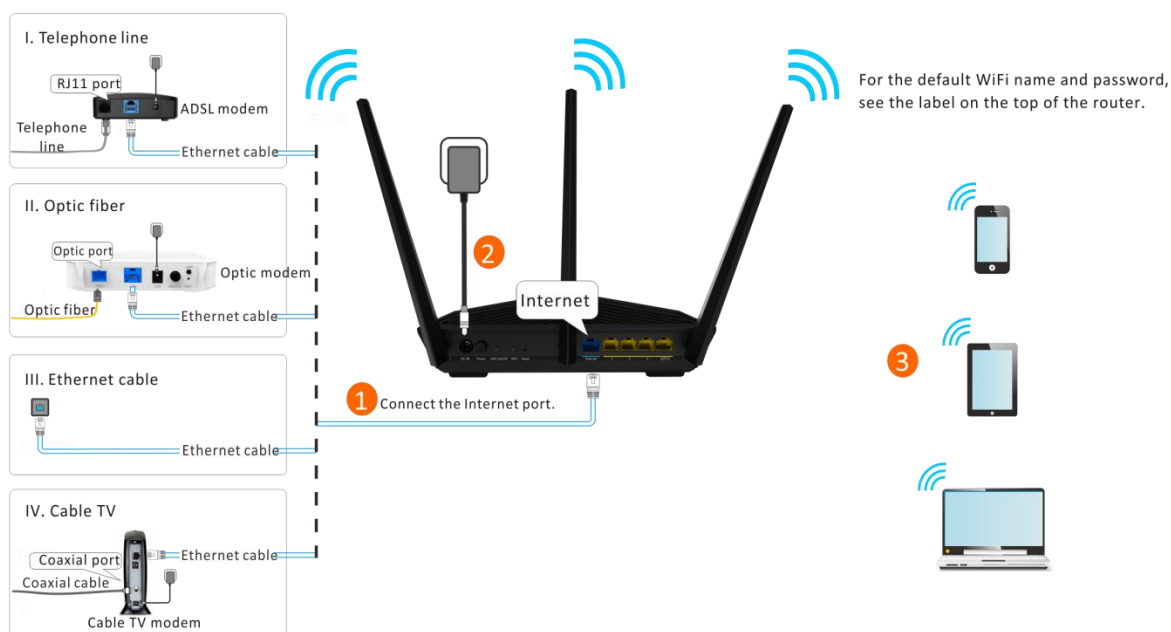 I. Telephone line
RJ11 port
ADSL modem
Telephone
line
Ethernet cable
II. Optic fiber
Optic port
Optic modem
Optic fiber
Ethernet cable
III. Ethernet cable
Ethernet cable
IV. Cable TV
Coaxial port
Ethernet cable
Coaxial cable
Cable TV modem
2
Internet
1 Connect the Internet port.
For the default WiFi name and password,
see the label on the top of the router.
3